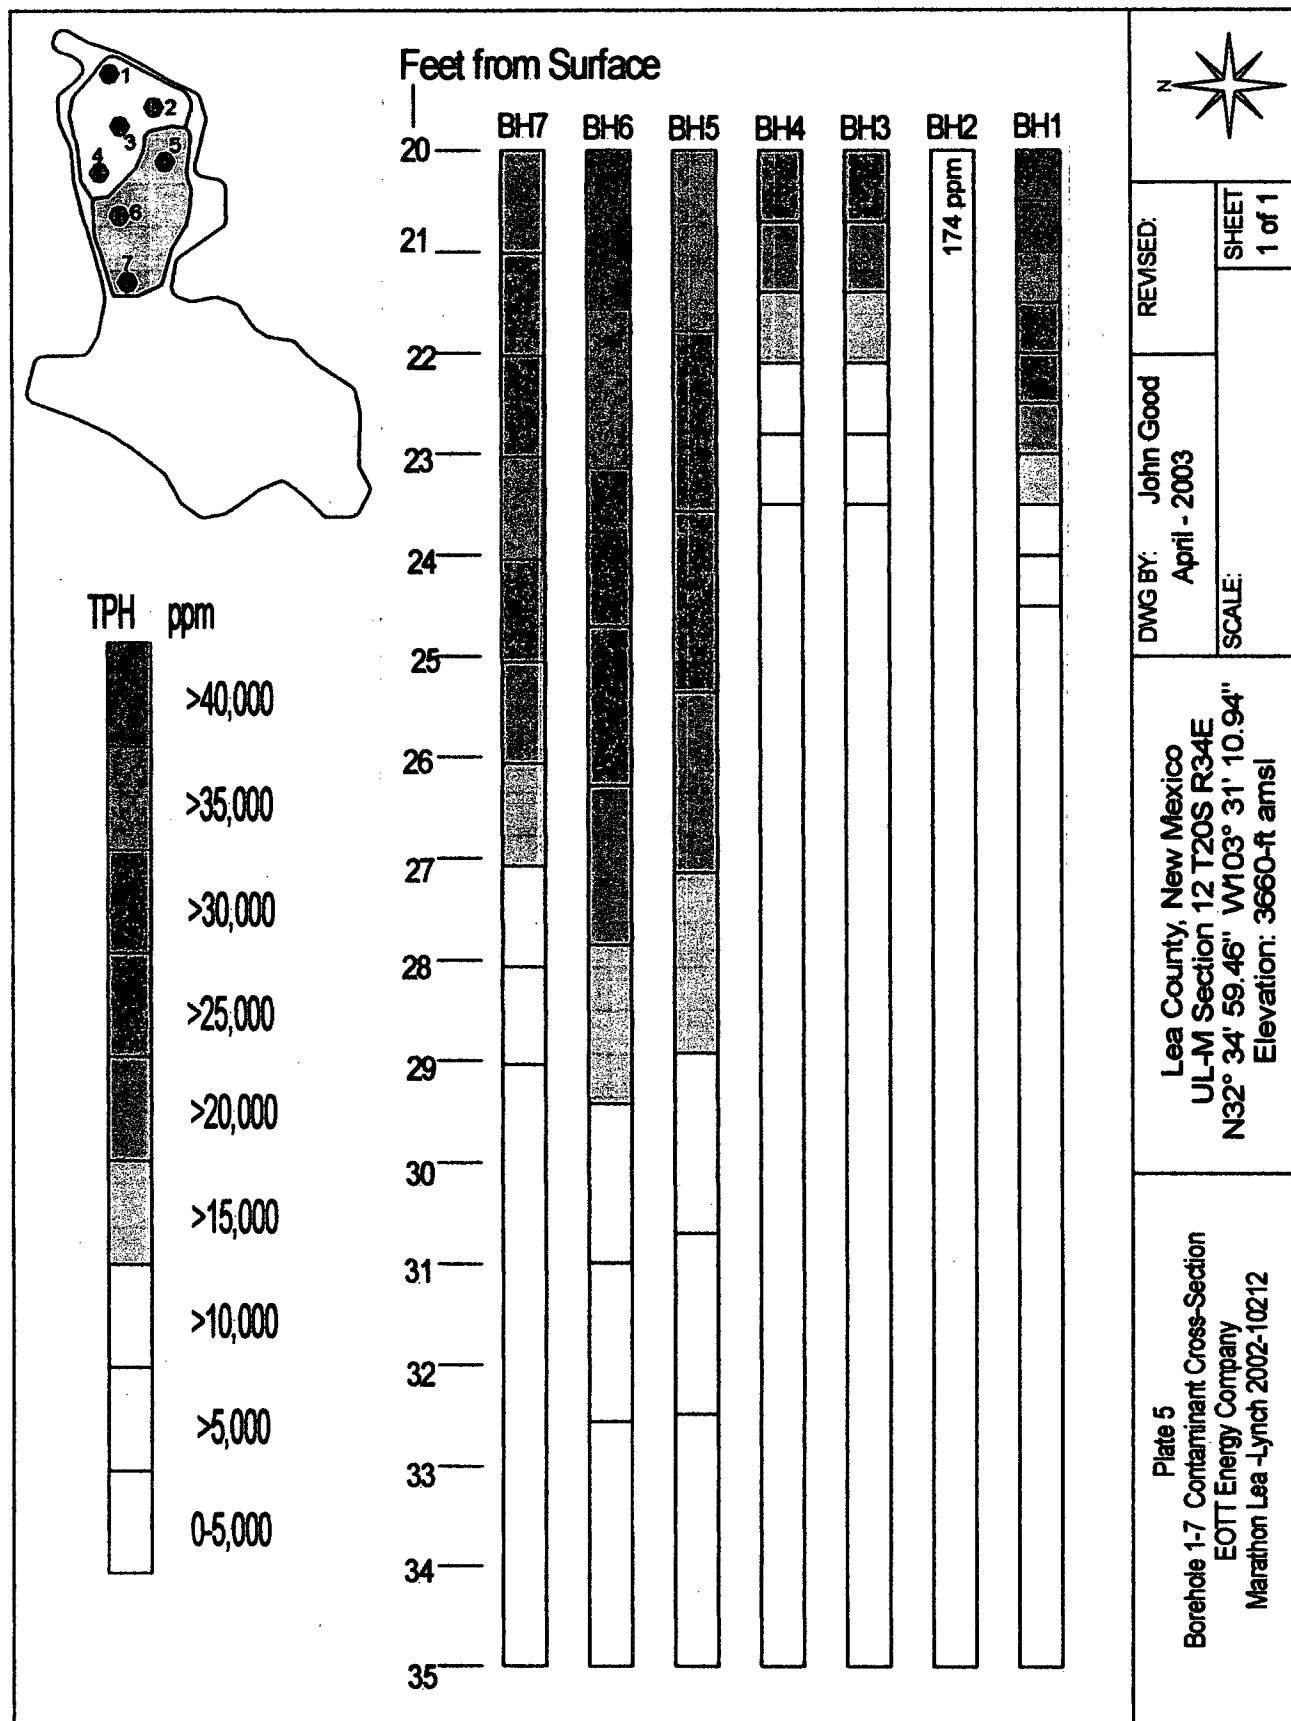 1
2
3
4
5
6
7
Feet from Surface
BH7 BH6 BH5 BH4 BH3 BH2 BH1
174 ppm
20
21
22
23
24
25
26
27
28
29
30
31
32
33
34
35
TPH ppm
>40,000
>35,000
>30,000
>25,000
>20,000
>15,000
>10,000
>5,000
0-5,000
N
REVISED:
SHEET
1 of 1
DWG BY: John Good
April - 2003
SCALE:
Lea County, New Mexico
UL-M Section 12 T20S R34E
N32° 34' 59.46" W103° 31' 10.94"
Elevation: 3660-ft amsl
Plate 5
Borehole 1-7 Contaminant Cross-Section
EOTT Energy Company
Marathon Lea -Lynch 2002-10212